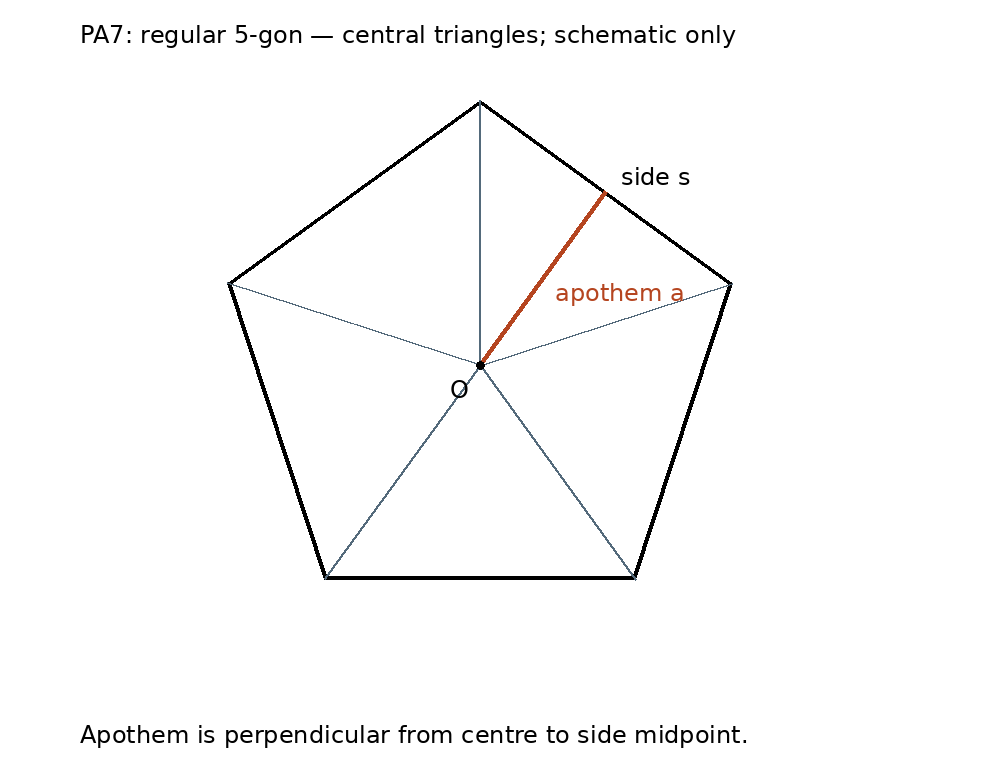 PA7: regular 5-gon — central triangles; schematic only
side s
apothem a
O
Apothem is perpendicular from centre to side midpoint.